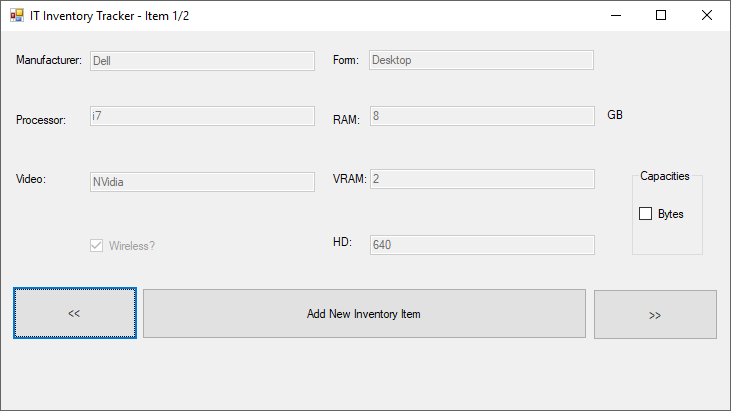 IT Inventory Tracker - Item 1/2
Manufacturer: Dell Form: Desktop
Processor: i7 RAM: 8 GB
Video: NVidia VRAM: 2 Capacities
Bytes
Wireless? HD: 640
<< Add New Inventory Item >>